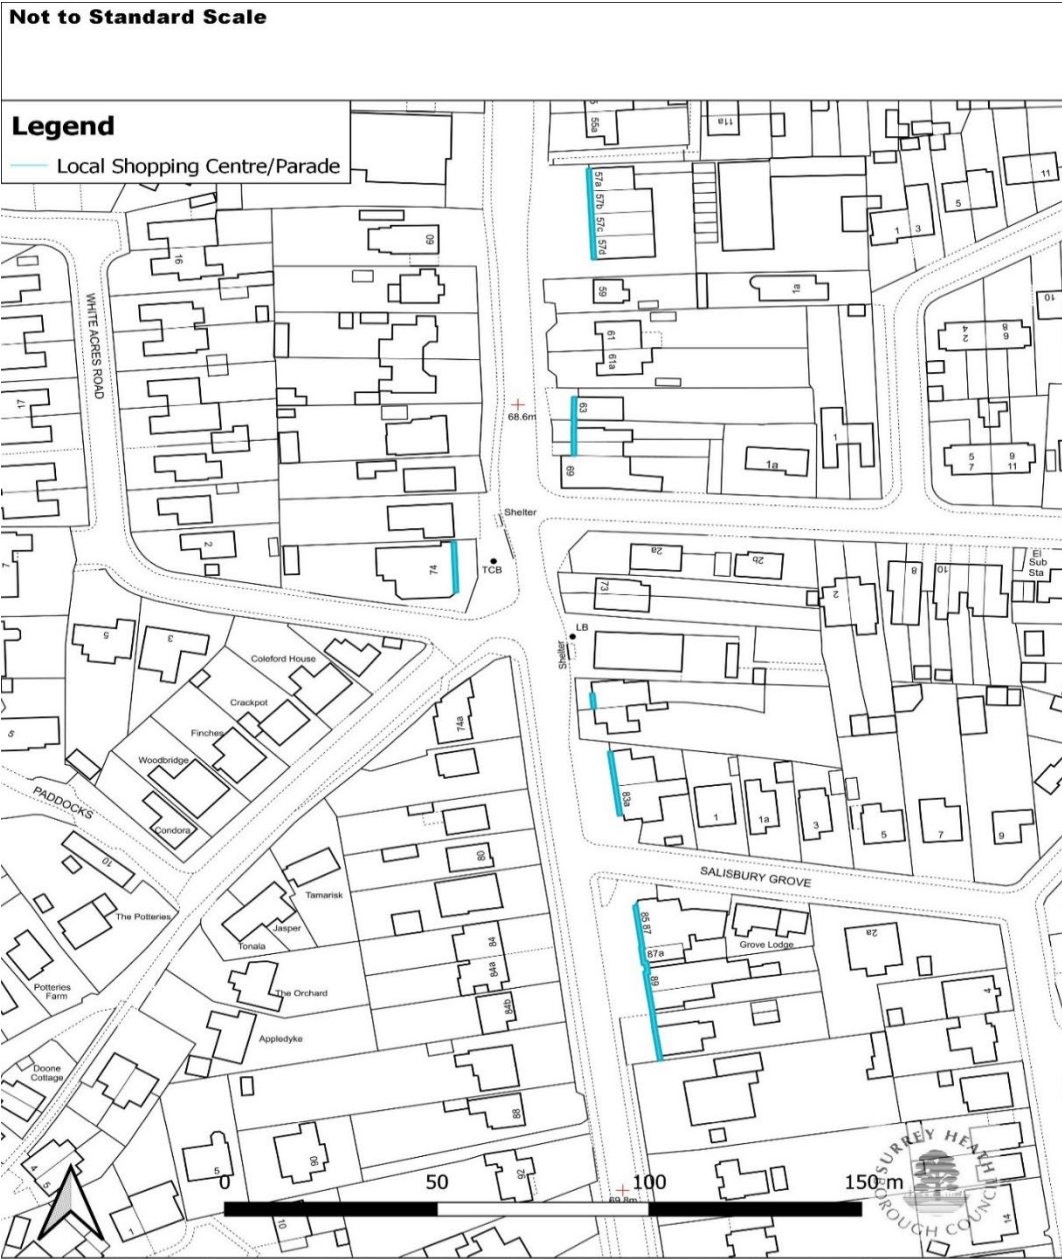 Not to Standard Scale
Legend
Local Shopping Centre/Parade
55a
11a
11
57a
57b
57c
57d
5
1
3
60
16
59
1a
10
WHITE ACRES ROAD
61
61a
4
2
8
6
17
68.6m
63
1
5
7
9
11
1a
69
Shelter
2
74
TCB
2a
2b
El
Sub
Sta
8
10
7
73
2
LB
Shelter
5
3
Coleford House
Crackpot
74a
Finches
5
Woodbridge
PADDOCKS
Condora
83a
1
1a
3
5
7
9
80
10
SALISBURY GROVE
Tamarisk
The Potteries
Jasper
Tonala
85
87
87a
Grove Lodge
2a
84
84a
89
Potteries
Farm
The Orchard
84b
4
Appledyke
Doone
Cottage
88
4
5
5
90
92
0
50
100
150 m
69.8m
1
10
14
SURREY HEATH
BOROUGH COUNCIL